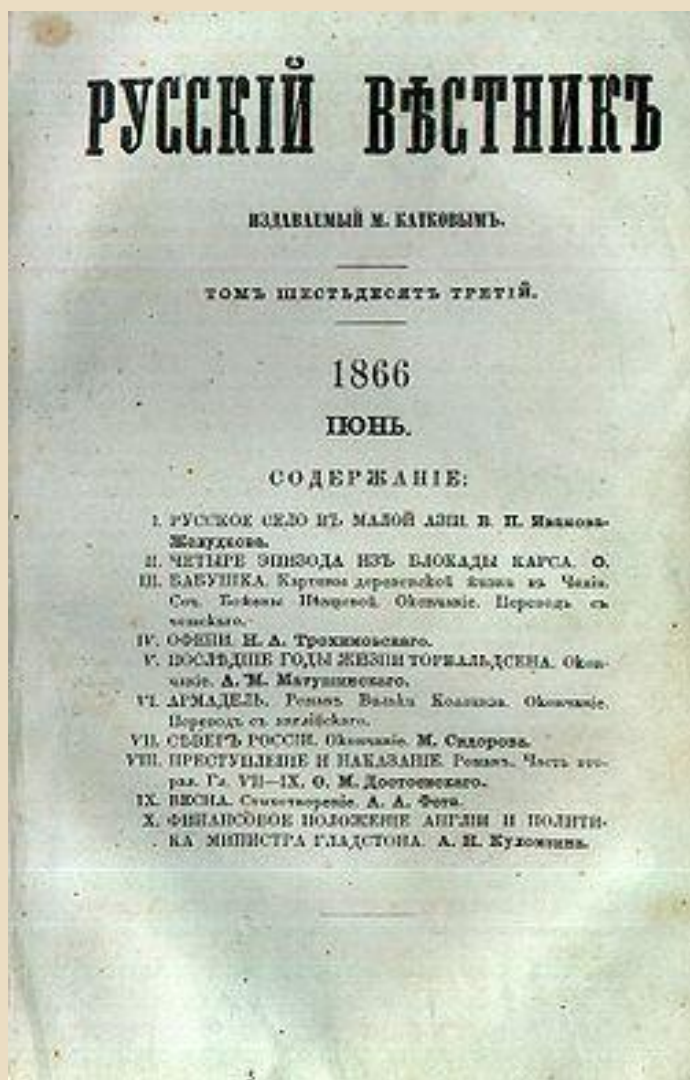 РУССКІЙ ВѢСТНИКЪ
ИЗДАВАЕМЫЙ М. КАТКОВЫМЪ.
ТОМЪ ШЕСТЬДЕСЯТЪ ТРЕТІЙ.
1866
ІЮНЬ.
СОДЕРЖАНІЕ:
I. РУССКОЕ СЕЛО ВЪ МАЛОЙ АЗІИ. В. П. Иванова-
Желудкова.
II. ЧЕТЫРЕ ЭПИЗОДА ИЗЪ БЛОКАДЫ КАРСА. О.
III. БАБУШКА. Картины деревенской жизни въ Чехіи.
Соч. Божены Нѣмцовой. Окончаніе. Переводъ съ
чешскаго.
IV. ОФЕНИ. Н. А. Трохимовскаго.
V. ПОСЛѢДНІЕ ГОДЫ ЖИЗНИ ТОРВАЛЬДСЕНА. Окон-
чаніе. А. М. Матушинскаго.
VI. АРМАДЕЛЬ. Романъ Вильки Коллинза. Окончаніе.
Переводъ съ англійскаго.
VII. СѢВЕРЪ РОССІИ. Окончаніе. М. Сидорова.
VIII. ПРЕСТУПЛЕНІЕ И НАКАЗАНІЕ. Романъ. Часть вто-
рая. Гл. VII—IX. Ѳ. М. Достоевскаго.
IX. ВЕСНА. Стихотвореніе. А. А. Фета.
X. ФИНАНСОВОЕ ПОЛОЖЕНІЕ АНГЛІИ И ПОЛИТИ-
КА МИНИСТРА ГЛАДСТОНА. А. Н. Куломзина.